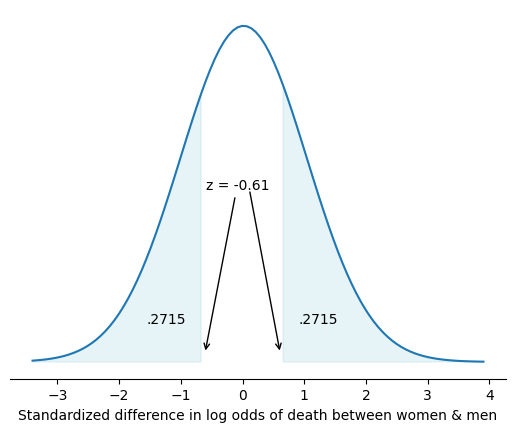 z = -0.61
.2715 .2715
−3 −2 −1 0 1 2 3 4
Standardized difference in log odds of death between women & men